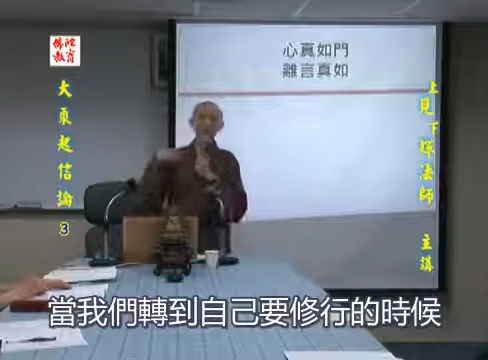 佛陀
教育
大乘起信論 3
心真如門
離言真如
上見下輝法師 主講
當我們轉到自己要修行的時候